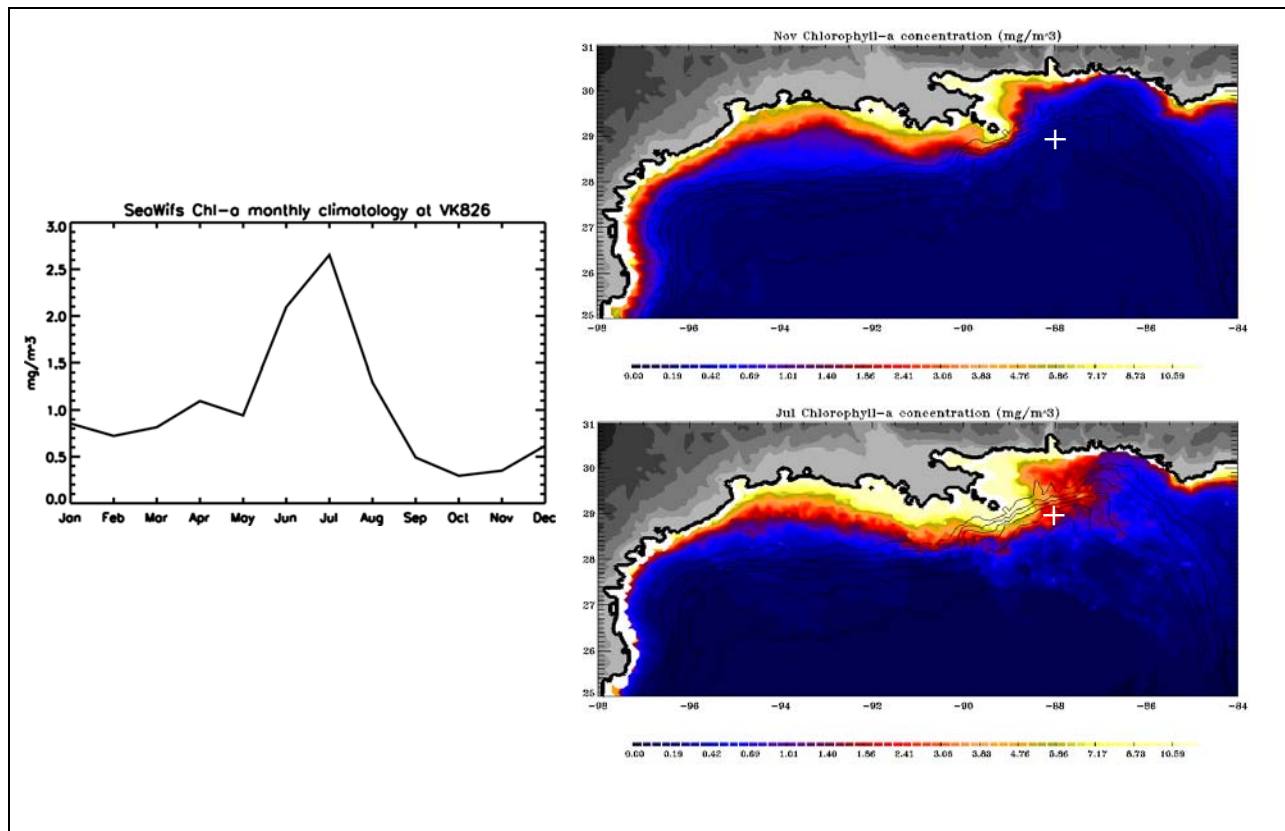 SeaWifs Chl-a monthly climatology at VK826
3.0
2.5
2.0
1.5
1.0
0.5
0.0
mg/m^3
Jan Feb Mar Apr May Jun Jul Aug Sep Oct Nov Dec
Nov Chlorophyll-a concentration (mg/m^3)
31
30
29
28
27
26
25
-98 -96 -94 -92 -90 -88 -86 -84
0.00 0.19 0.42 0.69 1.01 1.40 1.86 2.41 3.06 3.83 4.76 5.86 7.17 8.73 10.59
Jul Chlorophyll-a concentration (mg/m^3)
31
30
29
28
27
26
25
-98 -96 -94 -92 -90 -88 -86 -84
0.00 0.19 0.42 0.69 1.01 1.40 1.86 2.41 3.06 3.83 4.76 5.86 7.17 8.73 10.59